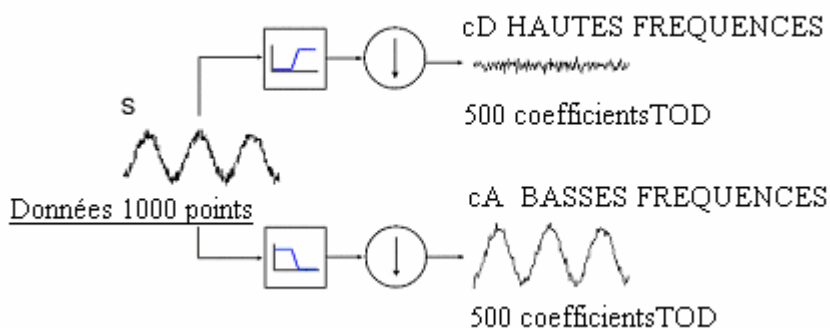 cD HAUTES FREQUENCES
S
500 coefficientsTOD
Données 1000 points
cA BASSES FREQUENCES
500 coefficientsTOD